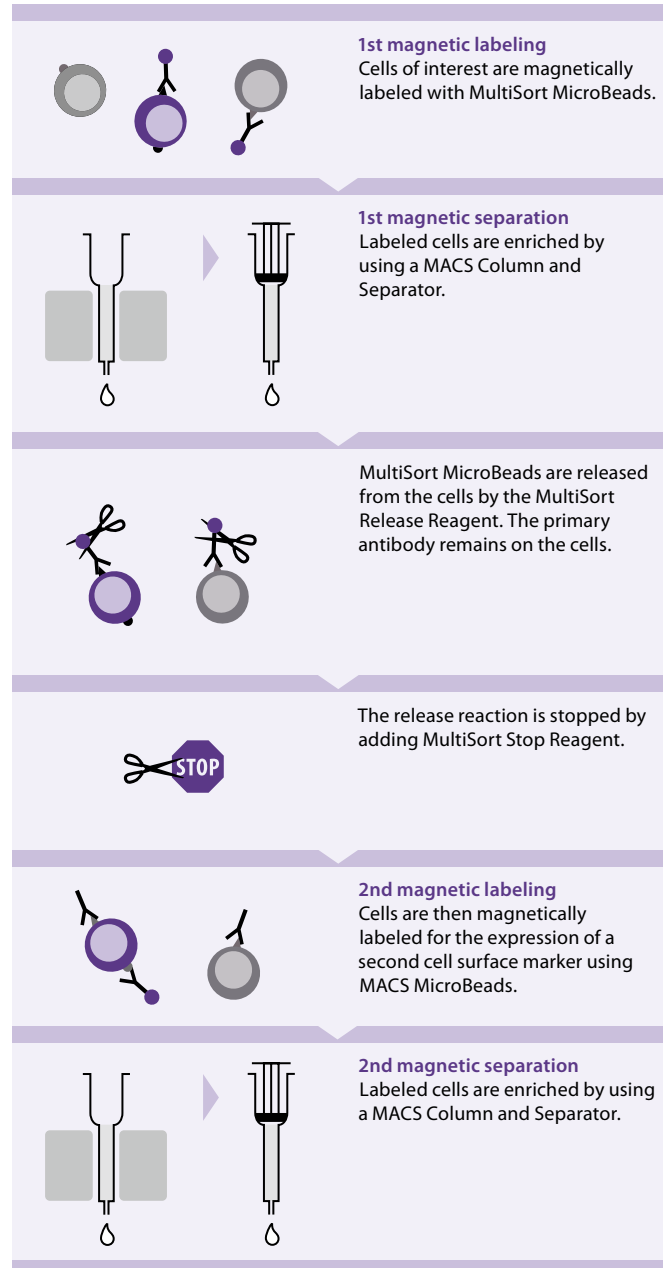 1st magnetic labeling
Cells of interest are magnetically
labeled with MultiSort MicroBeads.
1st magnetic separation
Labeled cells are enriched by
using a MACS Column and
Separator.
MultiSort MicroBeads are released
from the cells by the MultiSort
Release Reagent. The primary
antibody remains on the cells.
The release reaction is stopped by
adding MultiSort Stop Reagent.
STOP
2nd magnetic labeling
Cells are then magnetically
labeled for the expression of a
second cell surface marker using
MACS MicroBeads.
2nd magnetic separation
Labeled cells are enriched by using
a MACS Column and Separator.